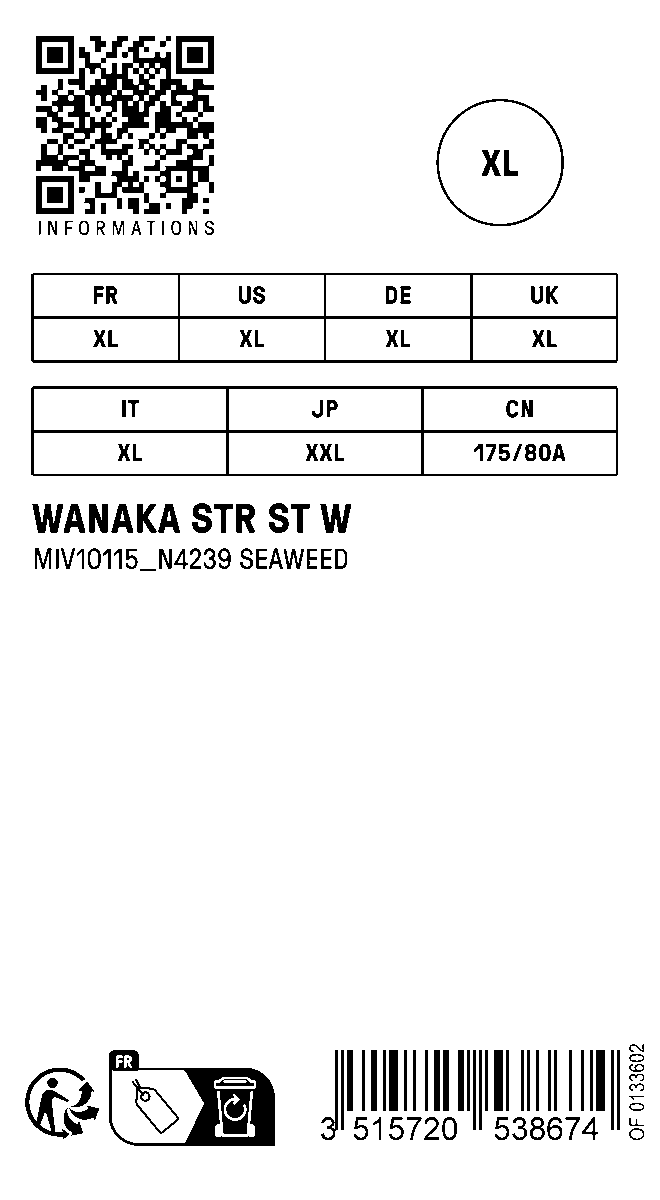 INFORMATIONS
XL
FR US DE UK
XL XL XL XL
IT JP CN
XL XXL 175/80A
WANAKA STR ST W
MIV10115_N4239 SEAWEED
FR
3 515720 538674
OF 0133602